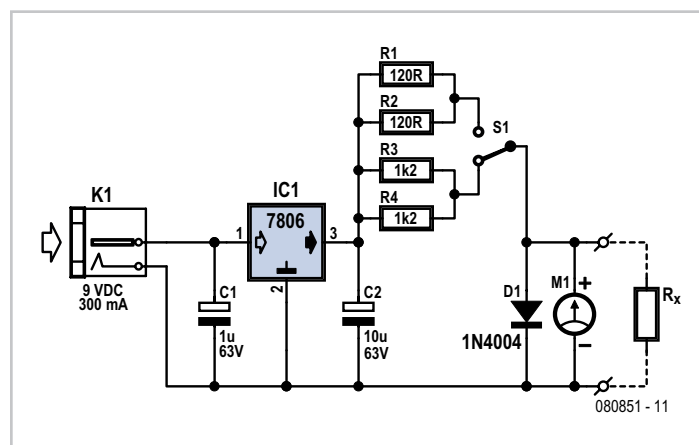 R1
120R
R2
120R
S1
R3
1k2
R4
1k2
K1
IC1
7806
1
3
2
9 VDC
300 mA
C1
1u
63V
C2
10u
63V
D1
1N4004
M1
+
−
Rx
080851 - 11